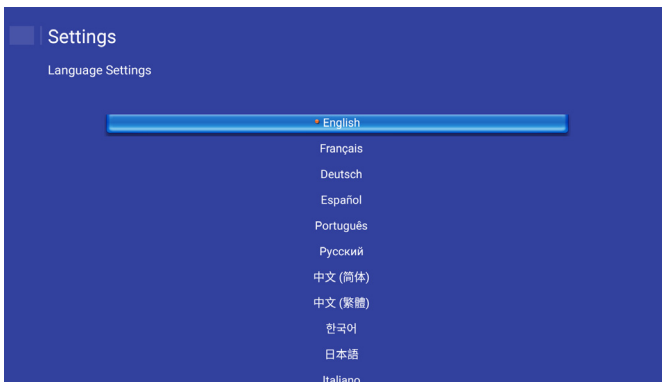 Settings
Language Settings
English
Français
Deutsch
Español
Português
Русский
中文 (简体)
中文 (繁體)
한국어
日本語
Italiano